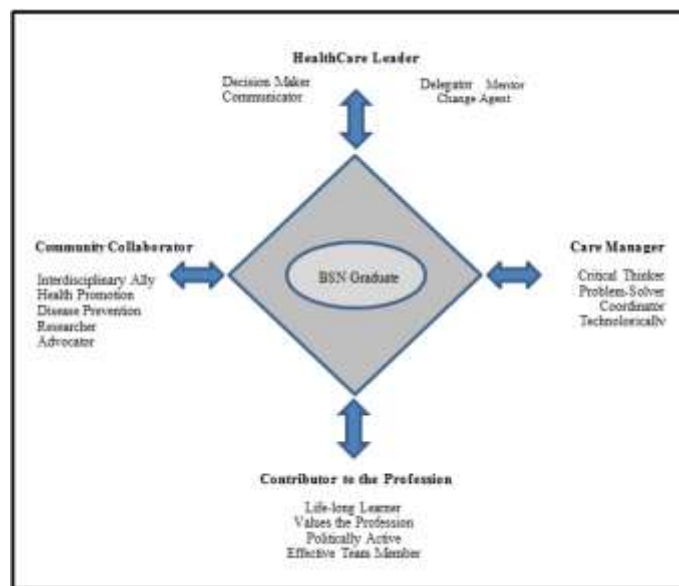 HealthCare Leader
Decision Maker
Communicator
Delegator Mentor
Change Agent
Community Collaborator
Interdisciplinary Ally
Health Promotion
Disease Prevention
Researcher
Advocator
BSN Graduate
Care Manager
Critical Thinker
Problem-Solver
Coordinator
Technologically
Contributor to the Profession
Life-long Learner
Values the Profession
Politically Active
Effective Team Member